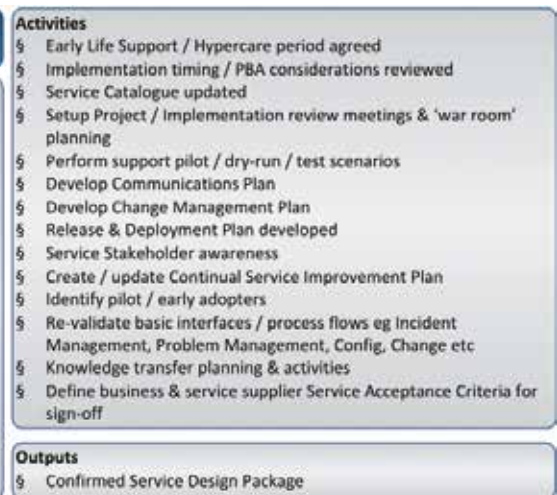 Activities
§ Early Life Support / Hypercare period agreed
§ Implementation timing / PBA considerations reviewed
§ Service Catalogue updated
§ Setup Project / Implementation review meetings & ‘war room’
planning
§ Perform support pilot / dry-run / test scenarios
§ Develop Communications Plan
§ Develop Change Management Plan
§ Release & Deployment Plan developed
§ Service Stakeholder awareness
§ Create / update Continual Service Improvement Plan
§ Identify pilot / early adopters
§ Re-validate basic interfaces / process flows eg Incident
Management, Problem Management, Config, Change etc
§ Knowledge transfer planning & activities
§ Define business & service supplier Service Acceptance Criteria for
sign-off
Outputs
§ Confirmed Service Design Package